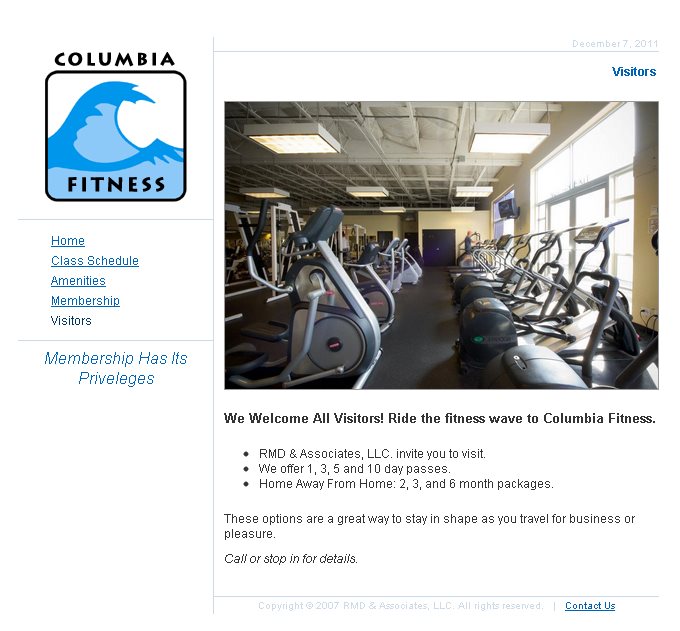 COLUMBIA
FITNESS
Home
Class Schedule
Amenities
Membership
Visitors
Membership Has Its
Priveleges
December 7, 2011
Visitors
We Welcome All Visitors! Ride the fitness wave to Columbia Fitness.
RMD & Associates, LLC. invite you to visit.
We offer 1, 3, 5 and 10 day passes.
Home Away From Home: 2, 3, and 6 month packages.
These options are a great way to stay in shape as you travel for business or
pleasure.
Call or stop in for details.
Copyright © 2007 RMD & Associates, LLC. All rights reserved. | Contact Us